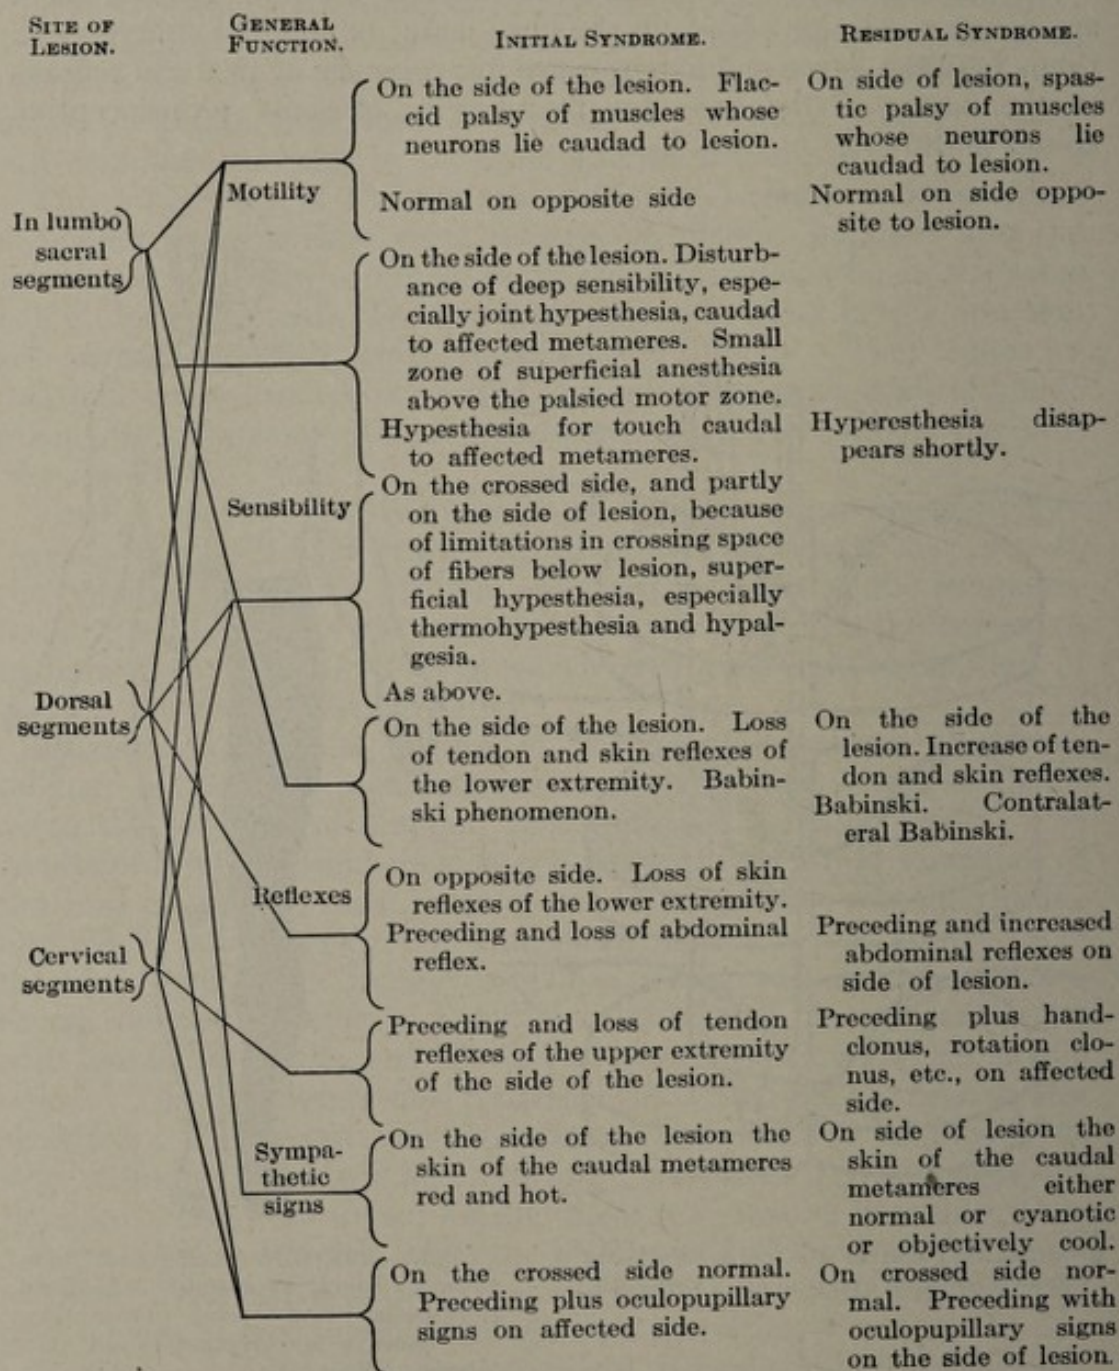 SITE OF LESION.
GENERAL FUNCTION.
INITIAL SYNDROME.
RESIDUAL SYNDROME.
In lumbo
sacral
segments
Motility
On the side of the lesion. Flac-
cid palsy of muscles whose
neurons lie caudad to lesion.
On side of lesion, spas-
tic palsy of muscles
whose neurons lie
caudad to lesion.
Normal on opposite side
Normal on side oppo-
site to lesion.
On the side of the lesion. Disturb-
ance of deep sensibility, espe-
cially joint hypesthesia, caudad
to affected metameres. Small
zone of superficial anesthesia
above the palsied motor zone.
Hypesthesia for touch caudal
to affected metameres.
Hyperesthesia disap-
pears shortly.
Sensibility
On the crossed side, and partly
on the side of lesion, because
of limitations in crossing space
of fibers below lesion, super-
ficial hypesthesia, especially
thermohypesthesia and hypal-
gesia.
As above.
Dorsal
segments
On the side of the lesion. Loss
of tendon and skin reflexes of
the lower extremity. Babin-
ski phenomenon.
On the side of the
lesion. Increase of ten-
don and skin reflexes.
Babinski. Contralat-
eral Babinski.
Reflexes
On opposite side. Loss of skin
reflexes of the lower extremity.
Preceding and loss of abdominal
reflex.
Preceding and increased
abdominal reflexes on
side of lesion.
Cervical
segments
Preceding and loss of tendon
reflexes of the upper extremity
of the side of the lesion.
Preceding plus hand-
clonus, rotation clo-
nus, etc., on affected
side.
Sympa-
thetic
signs
On the side of the lesion the
skin of the caudal metameres
red and hot.
On side of lesion the
skin of the caudal
metameres either
normal or cyanotic
or objectively cool.
On the crossed side normal.
Preceding plus oculopupillary
signs on affected side.
On crossed side nor-
mal. Preceding with
oculopupillary signs
on the side of lesion.